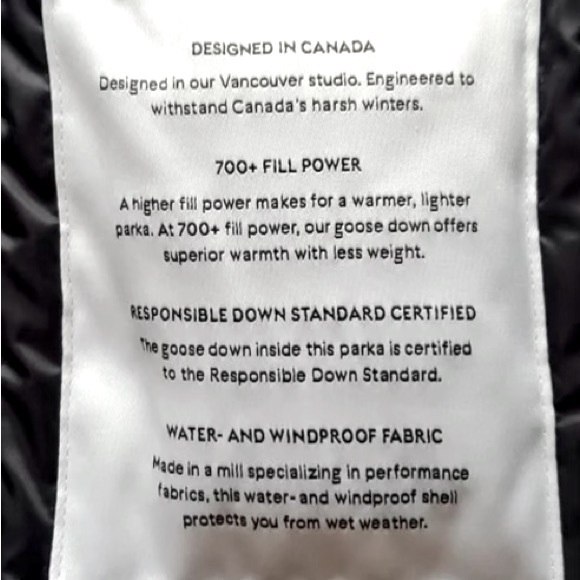 DESIGNED IN CANADA
Designed in our Vancouver studio. Engineered to
withstand Canada's harsh winters.
700+ FILL POWER
A higher fill power makes for a warmer, lighter
parka. At 700+ fill power, our goose down offers
superior warmth with less weight.
RESPONSIBLE DOWN STANDARD CERTIFIED
The goose down inside this parka is certified
to the Responsible Down Standard.
WATER- AND WINDPROOF FABRIC
Made in a mill specializing in performance
fabrics, this water- and windproof shell
protects you from wet weather.